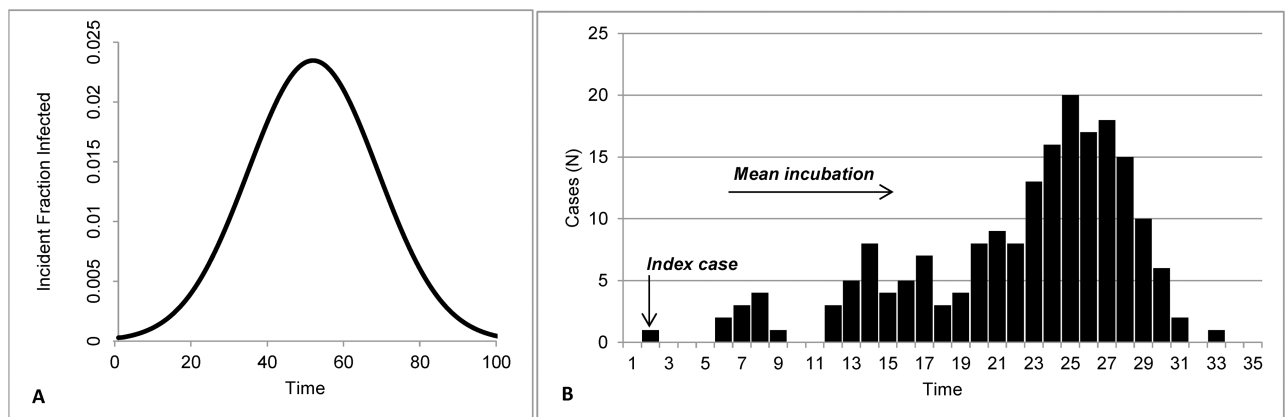 Incident Fraction Infected
0.025
0.02
0.015
0.01
0.005
0
0 20 40 60 80 100
Time
A
Cases (N)
25
20
15
10
5
0
Mean incubation
Index case
1 3 5 7 9 11 13 15 17 19 21 23 25 27 29 31 33 35
Time
B